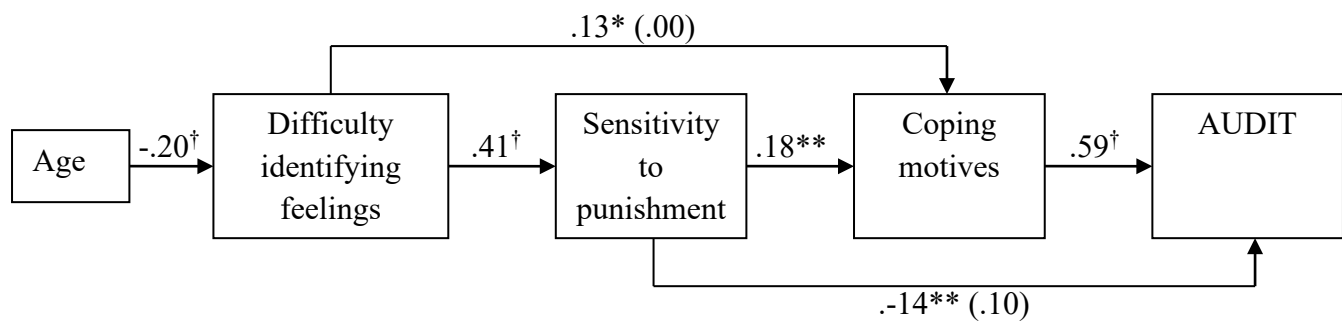 .13* (.00)
Age
-.20†
Difficulty
identifying
feelings
.41†
Sensitivity
to
punishment
.18**
Coping
motives
.59†
AUDIT
.-14** (.10)